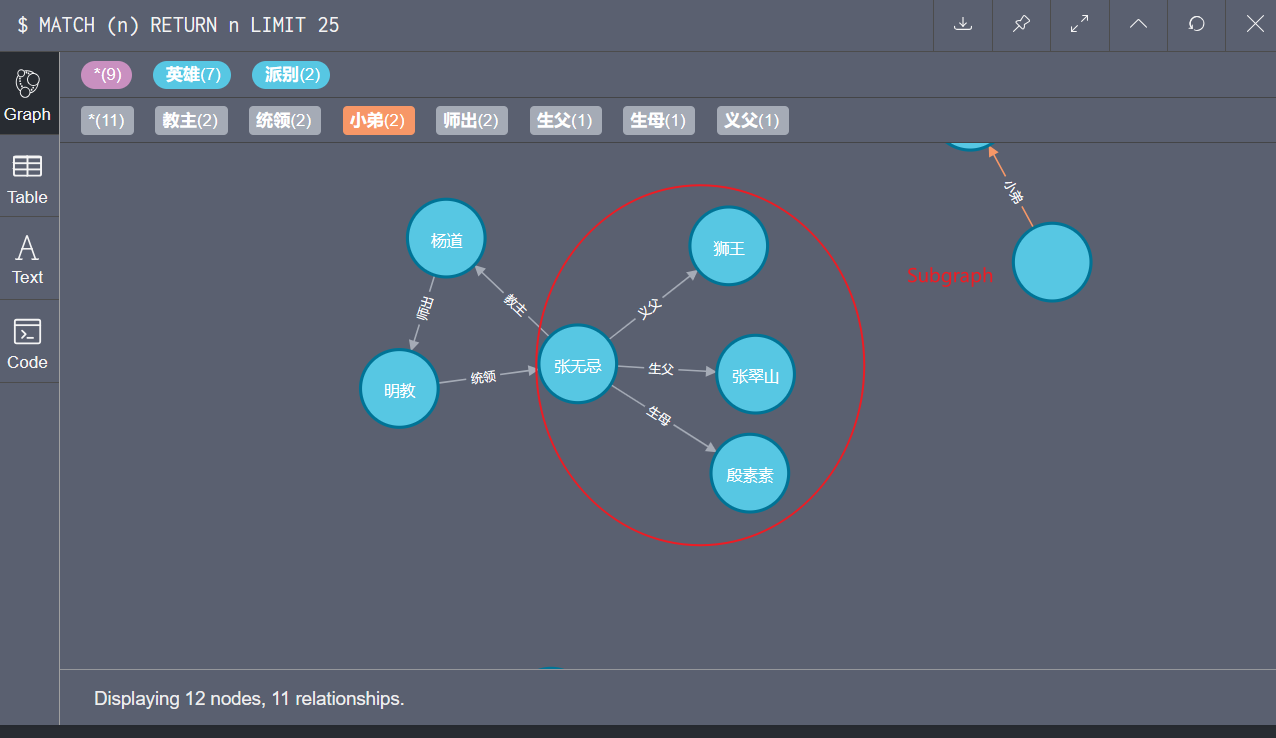 $ MATCH (n) RETURN n LIMIT 25
Graph
Table
Text
Code
*(9) 英雄(7) 派别(2)
*(11) 教主(2) 统领(2) 小弟(2) 师出(2) 生父(1) 生母(1) 义父(1)
小弟
杨道
狮王
Subgraph
教主
师出
义父
张无忌
生父
张翠山
统领
明教
生母
殷素素
Displaying 12 nodes, 11 relationships.